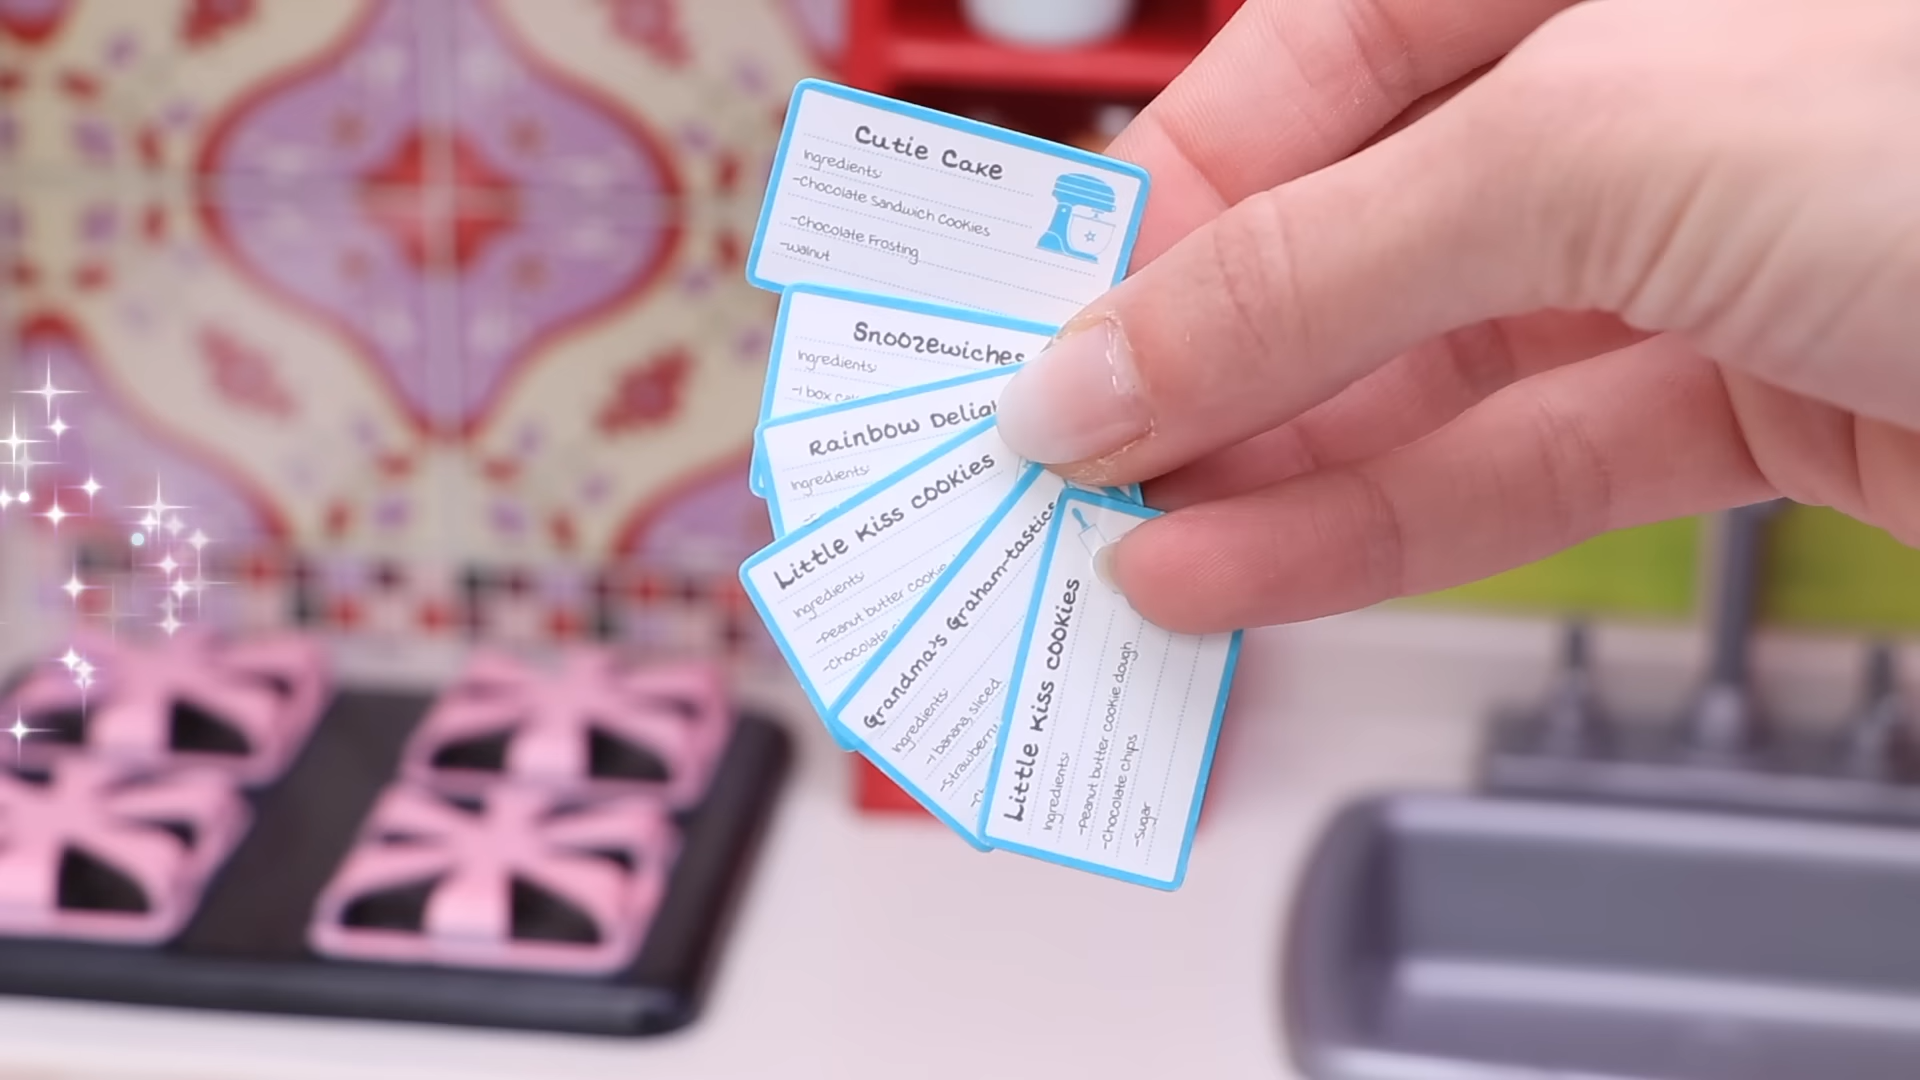 Cutie Cake
Ingredients:
-Chocolate Sandwich Cookies
-Chocolate Frosting
-walnut
Snoozewiches
Ingredients:
-1 box
Rainbow
Ingredients:
Little Kiss Cookies
Ingredients:
-Peanut butter
-Chocolate
Grandma's Graham-tastics
Ingredients:
-1 banana, sliced
-Strawberry
Little Kiss Cookies
Ingredients:
-Peanut butter cookie dough
-Chocolate chips
-Sugar